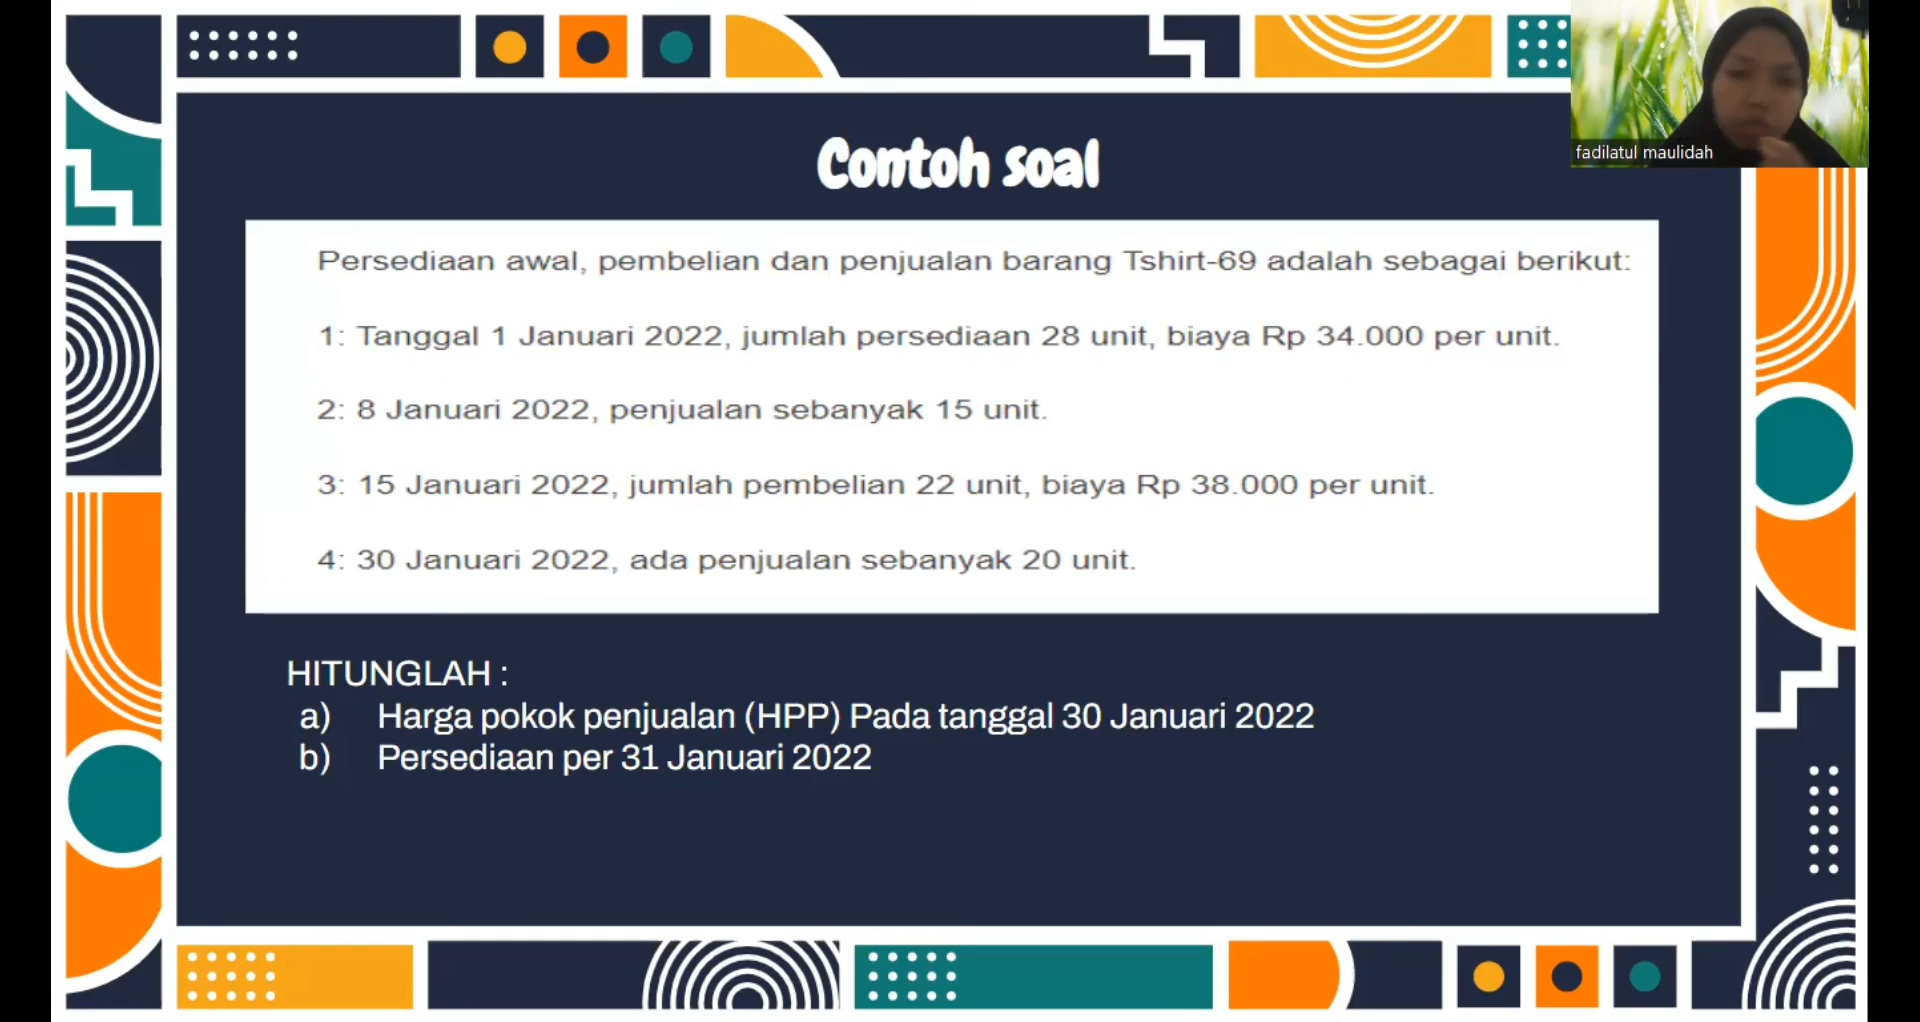 fadilatul maulidah
Contoh soal
Persediaan awal, pembelian dan penjualan barang Tshirt-69 adalah sebagai berikut:
1: Tanggal 1 Januari 2022, jumlah persediaan 28 unit, biaya Rp 34.000 per unit.
2: 8 Januari 2022, penjualan sebanyak 15 unit.
3: 15 Januari 2022, jumlah pembelian 22 unit, biaya Rp 38.000 per unit.
4: 30 Januari 2022, ada penjualan sebanyak 20 unit.
HITUNGLAH :
a) Harga pokok penjualan (HPP) Pada tanggal 30 Januari 2022
b) Persediaan per 31 Januari 2022